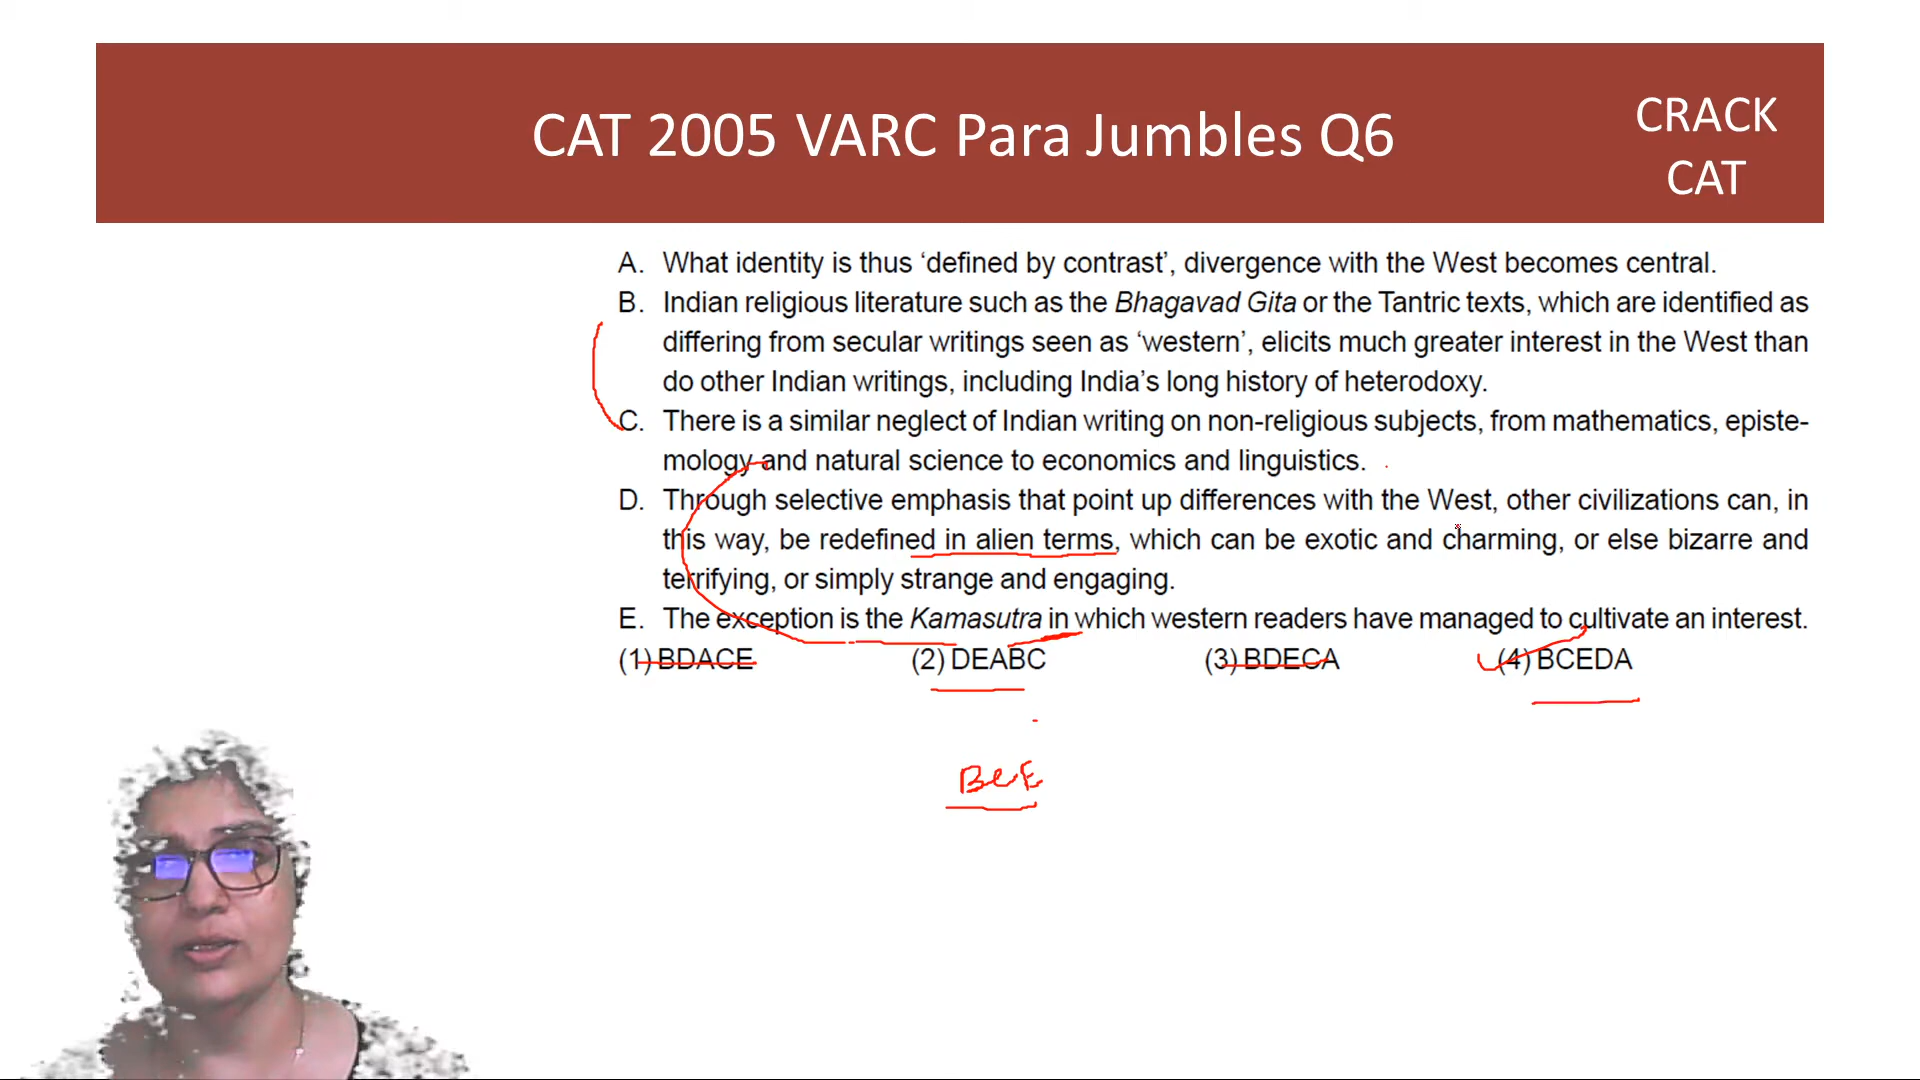 CAT 2005 VARC Para Jumbles Q6
CRACK
CAT
A. What identity is thus ‘defined by contrast’, divergence with the West becomes central.
B. Indian religious literature such as the Bhagavad Gita or the Tantric texts, which are identified as
differing from secular writings seen as ‘western’, elicits much greater interest in the West than
do other Indian writings, including India’s long history of heterodoxy.
C. There is a similar neglect of Indian writing on non-religious subjects, from mathematics, episte-
mology and natural science to economics and linguistics.
D. Through selective emphasis that point up differences with the West, other civilizations can, in
this way, be redefined in alien terms, which can be exotic and charming, or else bizarre and
terrifying, or simply strange and engaging.
E. The exception is the Kamasutra in which western readers have managed to cultivate an interest.
(1) BDACE (2) DEABC (3) BDECA (4) BCEDA
BCE